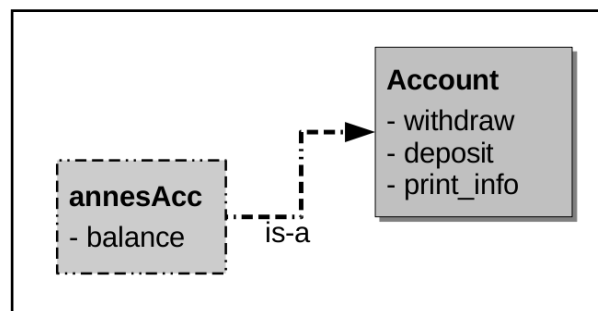 Account
- withdraw
- deposit
- print_info
annesAcc
- balance
is-a